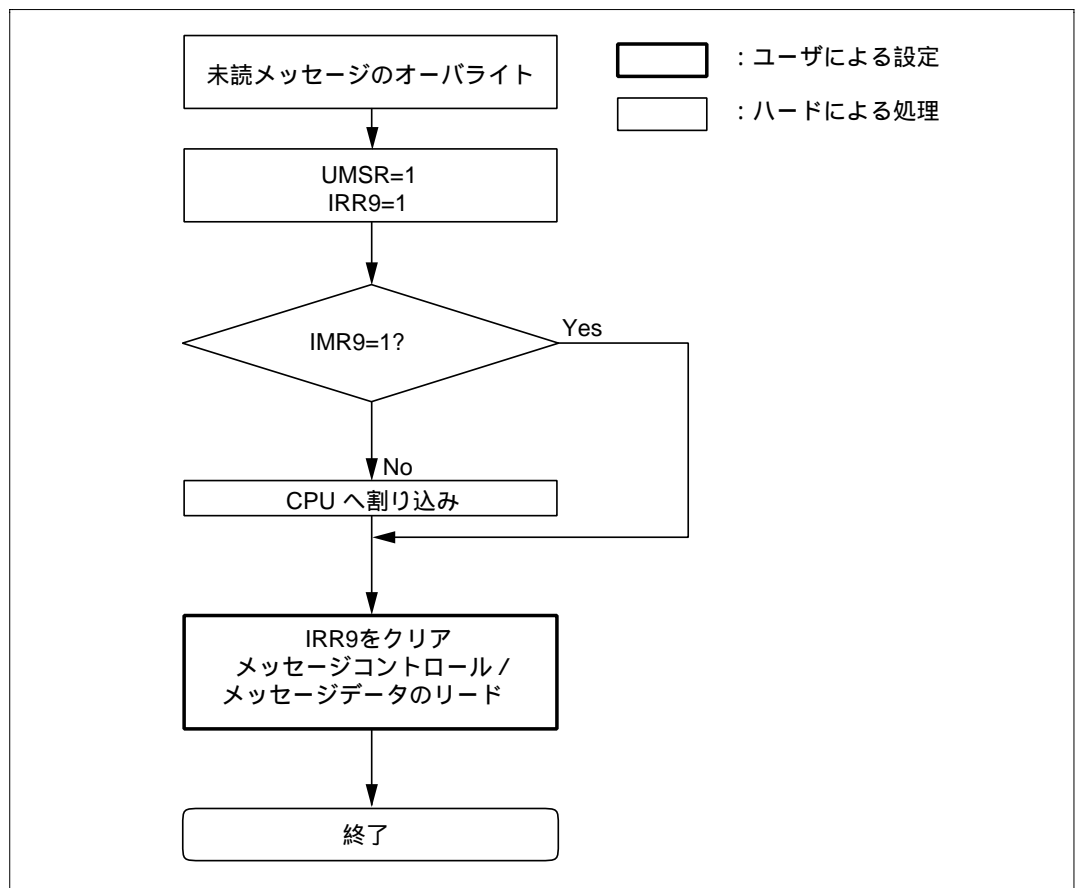 未読メッセージのオーバライト
：ユーザによる設定
：ハードによる処理
UMSR=1
IRR9=1
IMR9=1?
Yes
No
CPU へ割り込み
IRR9をクリア
メッセージコントロール /
メッセージデータのリード
終了